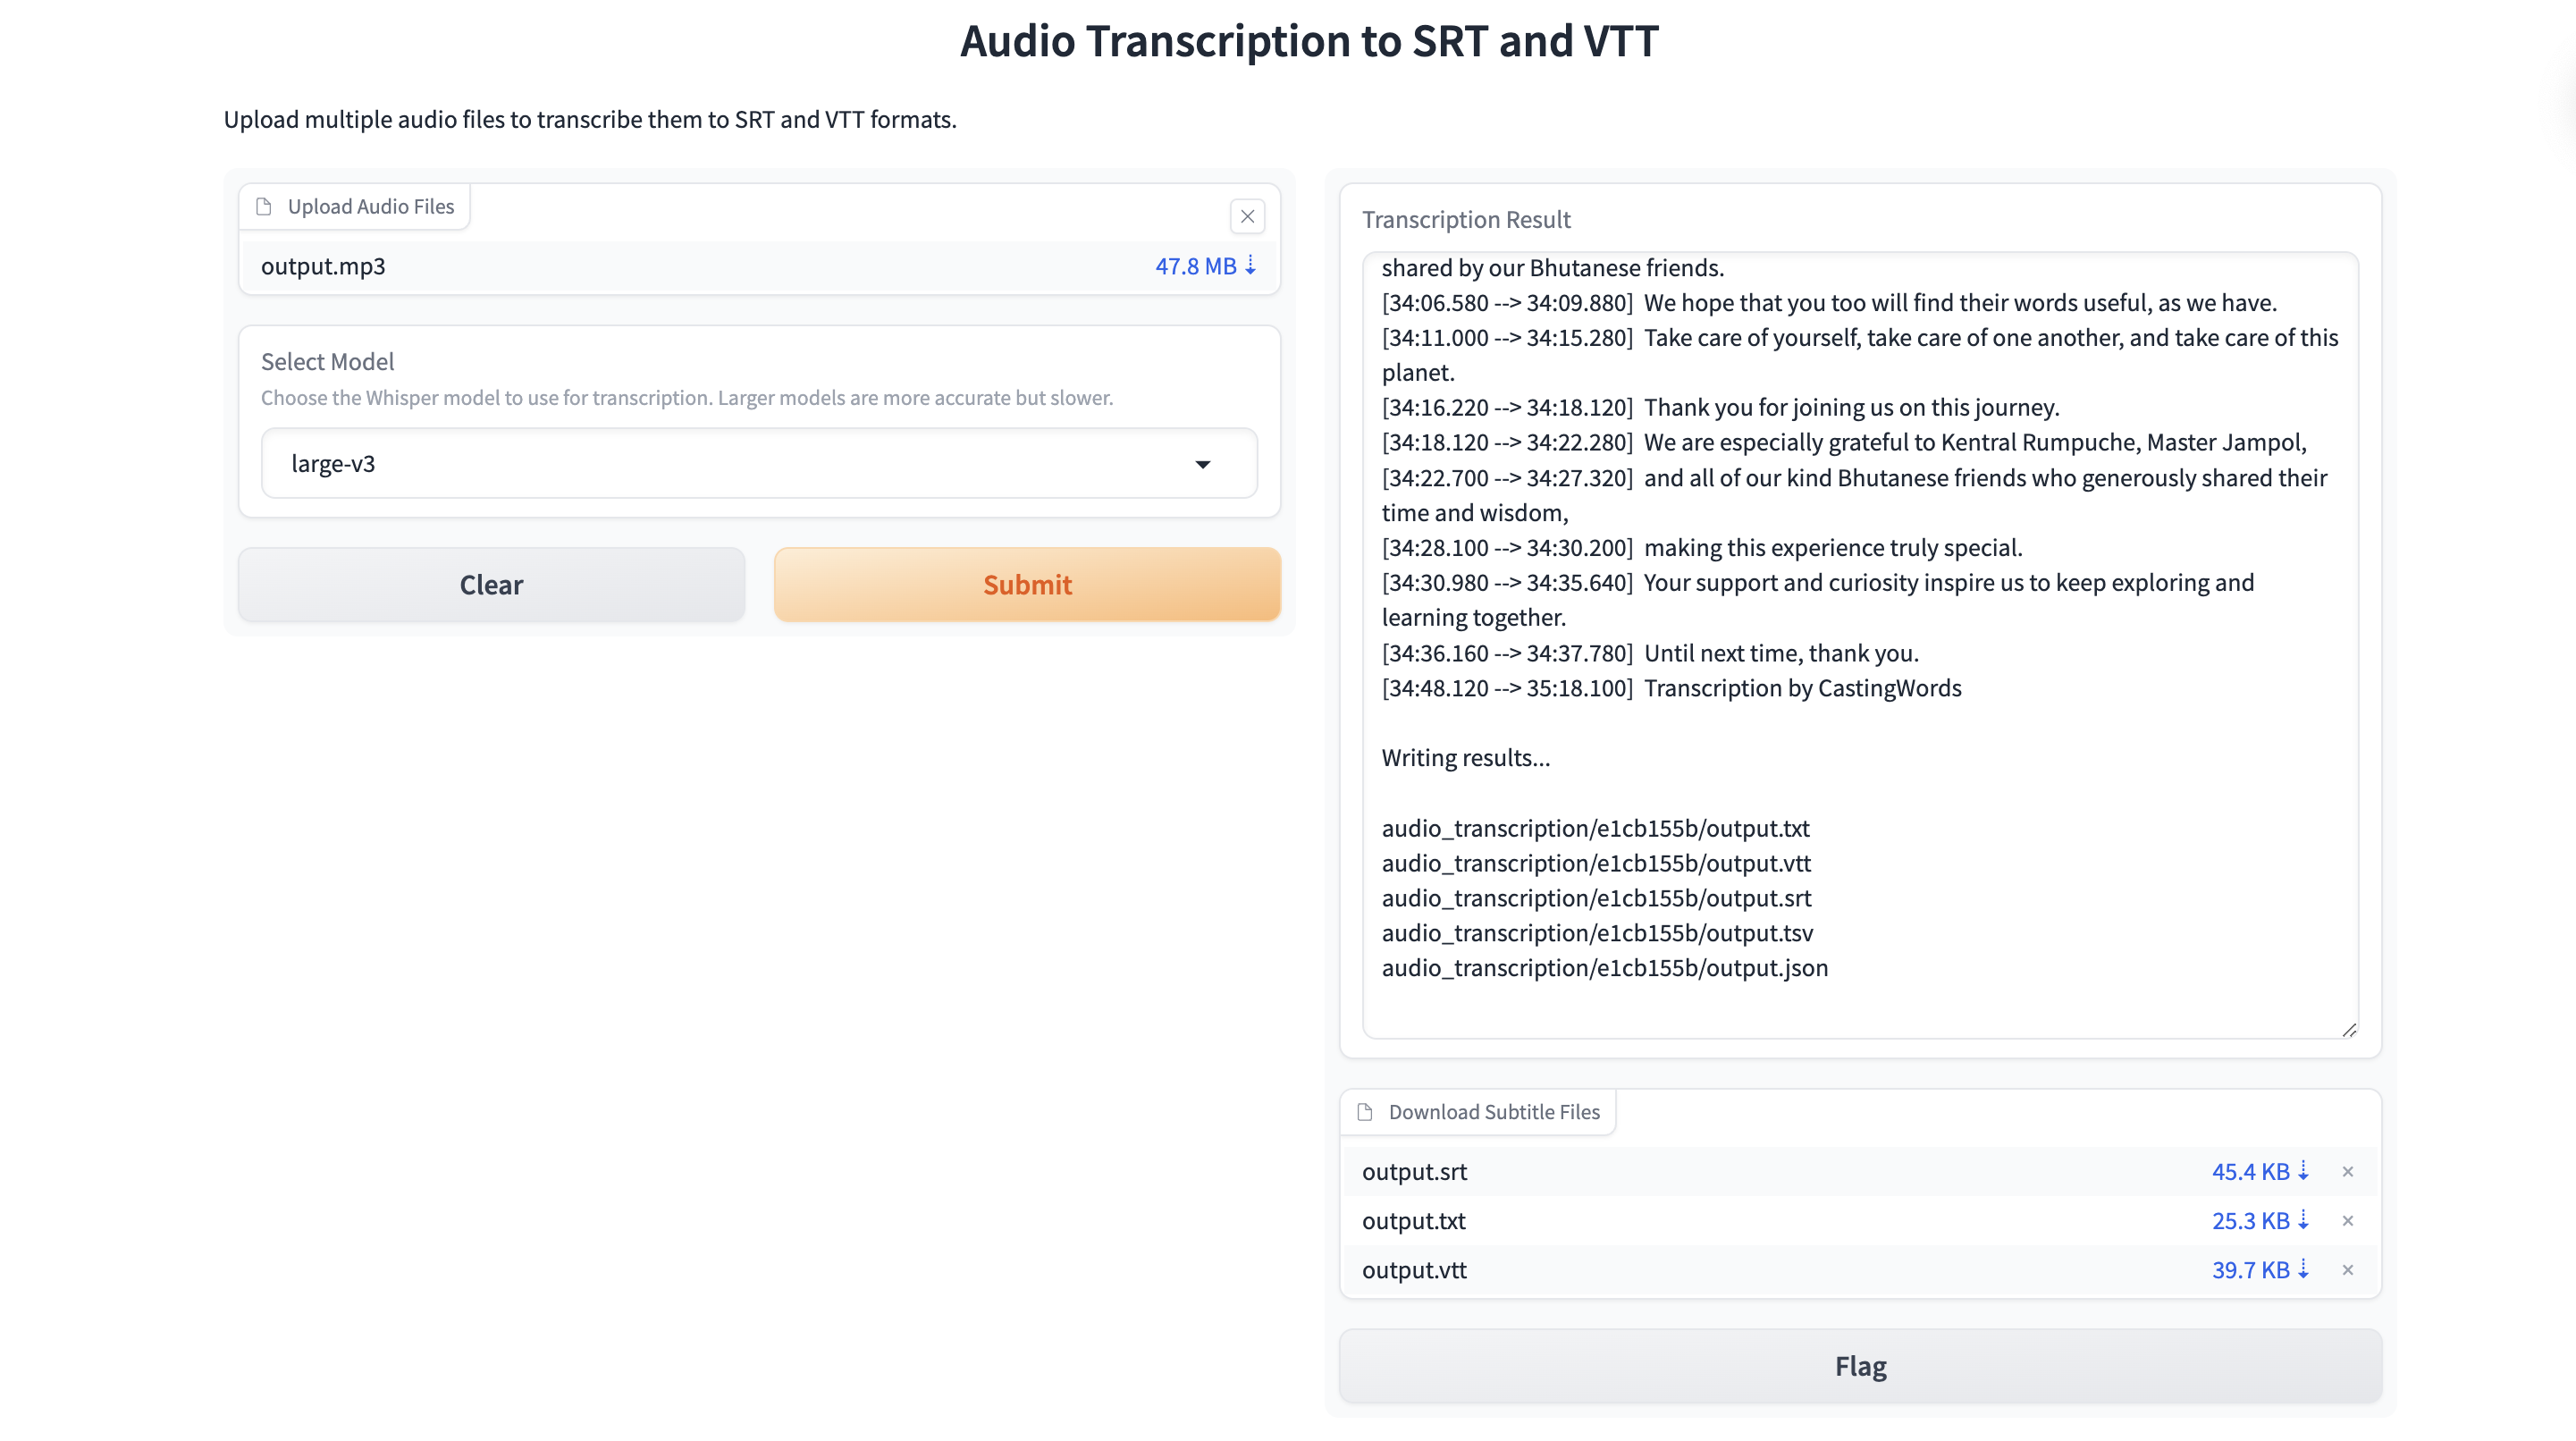 Audio Transcription to SRT and VTT
Upload multiple audio files to transcribe them to SRT and VTT formats.
Upload Audio Files
output.mp3 47.8 MB ⇣
Select Model
Choose the Whisper model to use for transcription. Larger models are more accurate but slower.
large-v3
Clear
Submit
Transcription Result
shared by our Bhutanese friends.
[34:06.580 --> 34:09.880] We hope that you too will find their words useful, as we have.
[34:11.000 --> 34:15.280] Take care of yourself, take care of one another, and take care of this
planet.
[34:16.220 --> 34:18.120] Thank you for joining us on this journey.
[34:18.120 --> 34:22.280] We are especially grateful to Kentral Rumpuche, Master Jampol,
[34:22.700 --> 34:27.320] and all of our kind Bhutanese friends who generously shared their
time and wisdom,
[34:28.100 --> 34:30.200] making this experience truly special.
[34:30.980 --> 34:35.640] Your support and curiosity inspire us to keep exploring and
learning together.
[34:36.160 --> 34:37.780] Until next time, thank you.
[34:48.120 --> 35:18.100] Transcription by CastingWords
Writing results...
audio_transcription/e1cb155b/output.txt
audio_transcription/e1cb155b/output.vtt
audio_transcription/e1cb155b/output.srt
audio_transcription/e1cb155b/output.tsv
audio_transcription/e1cb155b/output.json
Download Subtitle Files
output.srt 45.4 KB ⇣ ×
output.txt 25.3 KB ⇣ ×
output.vtt 39.7 KB ⇣ ×
Flag